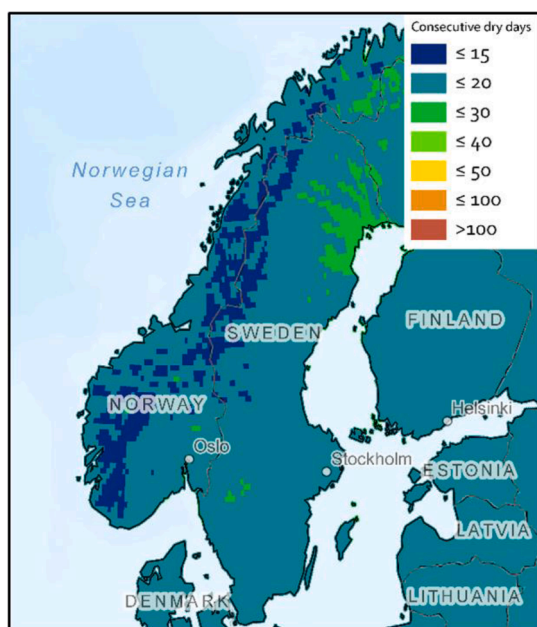 Consecutive dry days
≤ 15
≤ 20
≤ 30
≤ 40
≤ 50
≤ 100
>100
Norwegian
Sea
SWEDEN
FINLAND
NORWAY
Helsinki
Oslo
Stockholm
ESTONIA
LATVIA
DENMARK
LITHUANIA